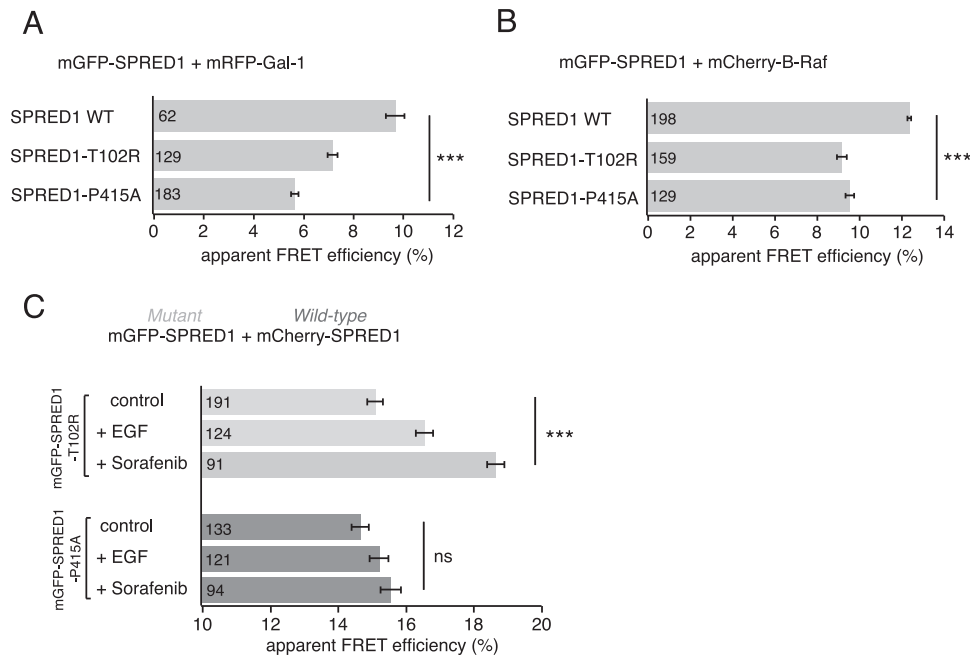 A
mGFP-SPRED1 + mRFP-Gal-1
SPRED1 WT
62
SPRED1-T102R
129
SPRED1-P415A
183
***
0 2 4 6 8 10 12
apparent FRET efficiency (%)
B
mGFP-SPRED1 + mCherry-B-Raf
SPRED1 WT
198
SPRED1-T102R
159
SPRED1-P415A
129
***
0 2 4 6 8 10 12 14
apparent FRET efficiency (%)
C
Mutant Wild-type
mGFP-SPRED1 + mCherry-SPRED1
mGFP-SPRED1
-T102R
control
191
+ EGF
124
+ Sorafenib
91
***
mGFP-SPRED1
-P415A
control
133
+ EGF
121
+ Sorafenib
94
ns
10 12 14 16 18 20
apparent FRET efficiency (%)